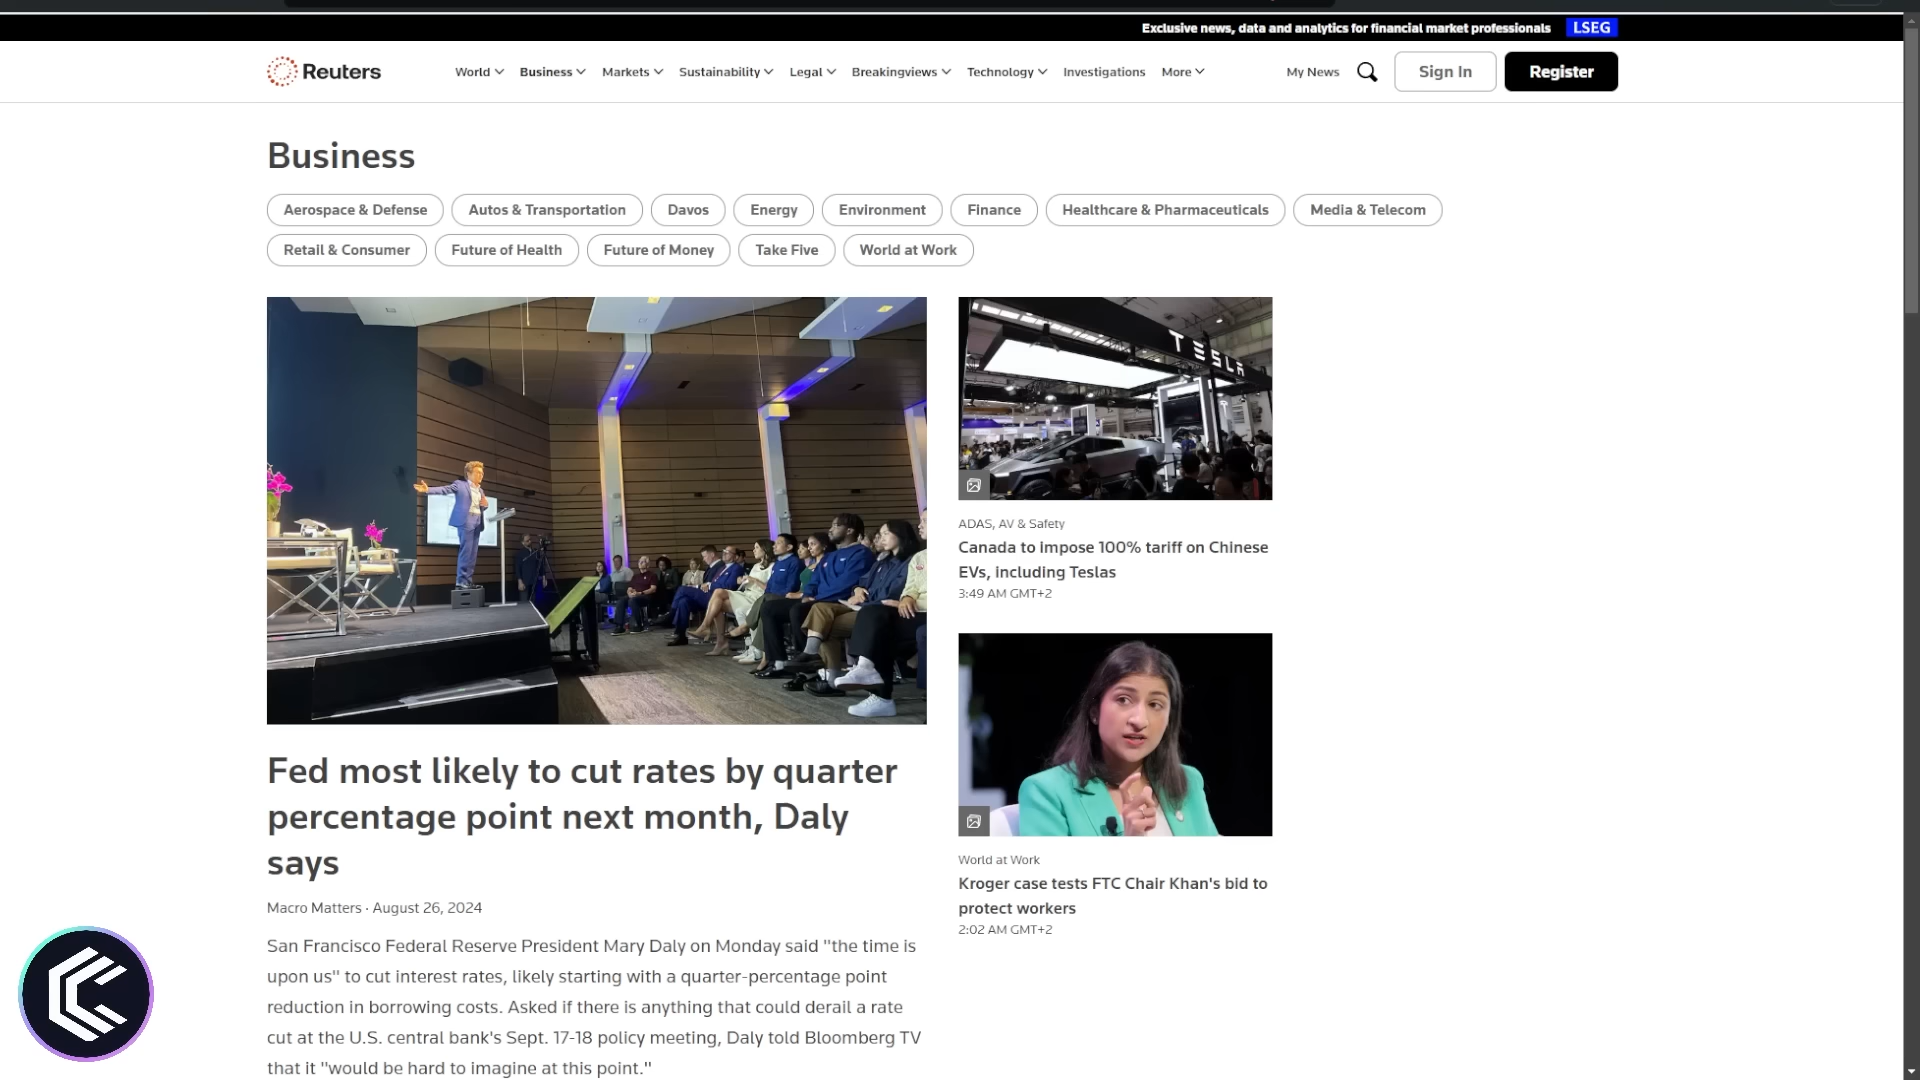 Exclusive news, data and analytics for financial market professionals LSEG
Reuters World Business Markets Sustainability Legal Breakingviews Technology Investigations More My News Sign In Register
Business
Aerospace & Defense Autos & Transportation Davos Energy Environment Finance Healthcare & Pharmaceuticals Media & Telecom
Retail & Consumer Future of Health Future of Money Take Five World at Work
TESLA
ADAS, AV & Safety
Canada to impose 100% tariff on Chinese
EVs, including Teslas
3:49 AM GMT+2
World at Work
Kroger case tests FTC Chair Khan's bid to
protect workers
2:02 AM GMT+2
Fed most likely to cut rates by quarter
percentage point next month, Daly
says
Macro Matters · August 26, 2024
San Francisco Federal Reserve President Mary Daly on Monday said "the time is
upon us" to cut interest rates, likely starting with a quarter-percentage point
reduction in borrowing costs. Asked if there is anything that could derail a rate
cut at the U.S. central bank's Sept. 17-18 policy meeting, Daly told Bloomberg TV
that it "would be hard to imagine at this point."